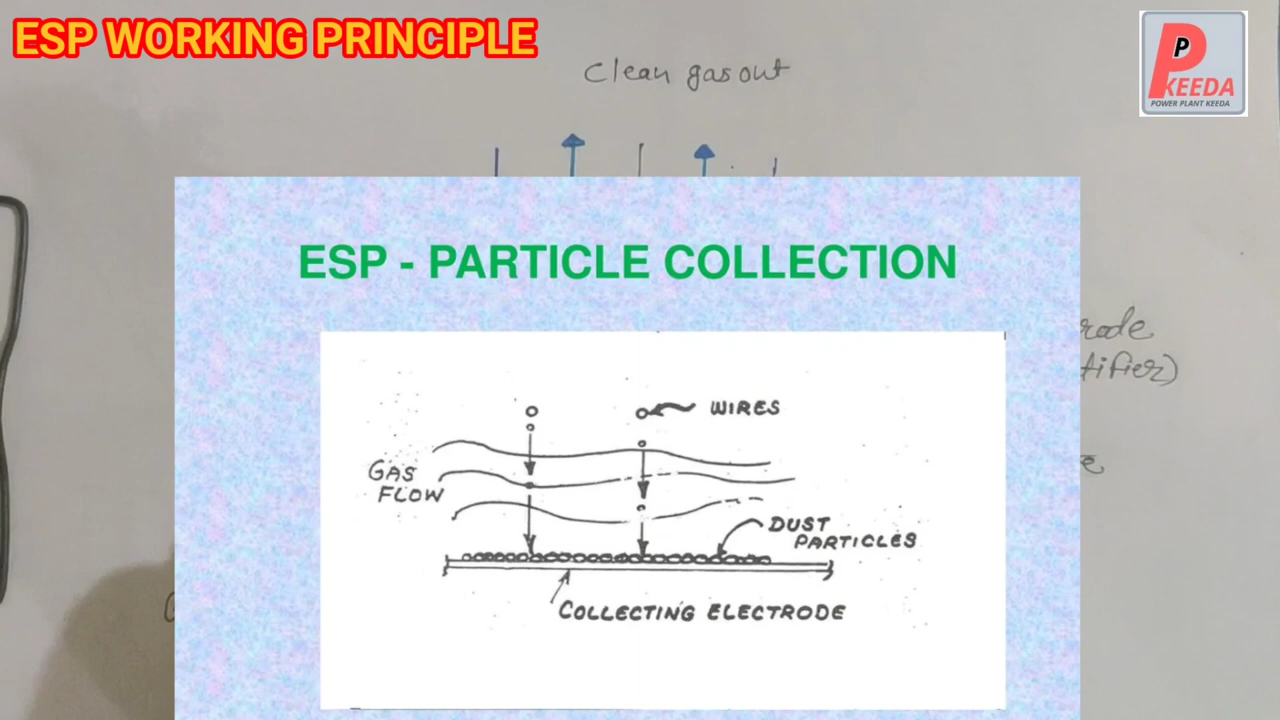 ESP WORKING PRINCIPLE
P
P
KEEDA
POWER PLANT KEEDA
Clean gas out
ESP - PARTICLE COLLECTION
WIRES
GAS
FLOW
DUST
PARTICLES
COLLECTING ELECTRODE